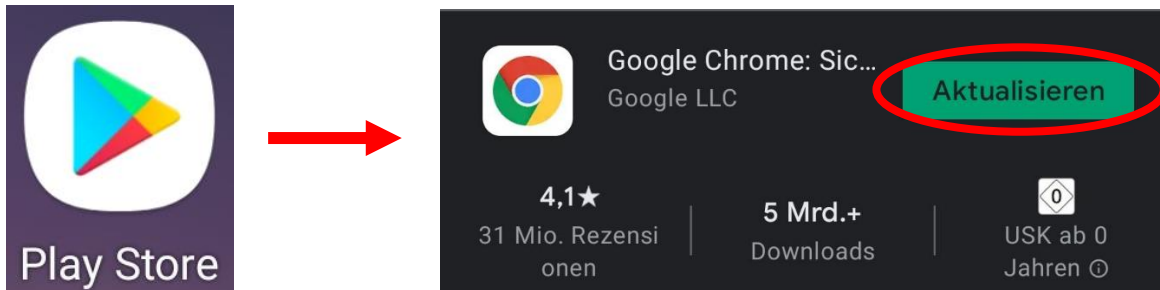 Play Store
Google Chrome: Sic...
Google LLC
Aktualisieren
4,1★
31 Mio. Rezensi
onen
5 Mrd.+
Downloads
0
USK ab 0
Jahren ⓘ